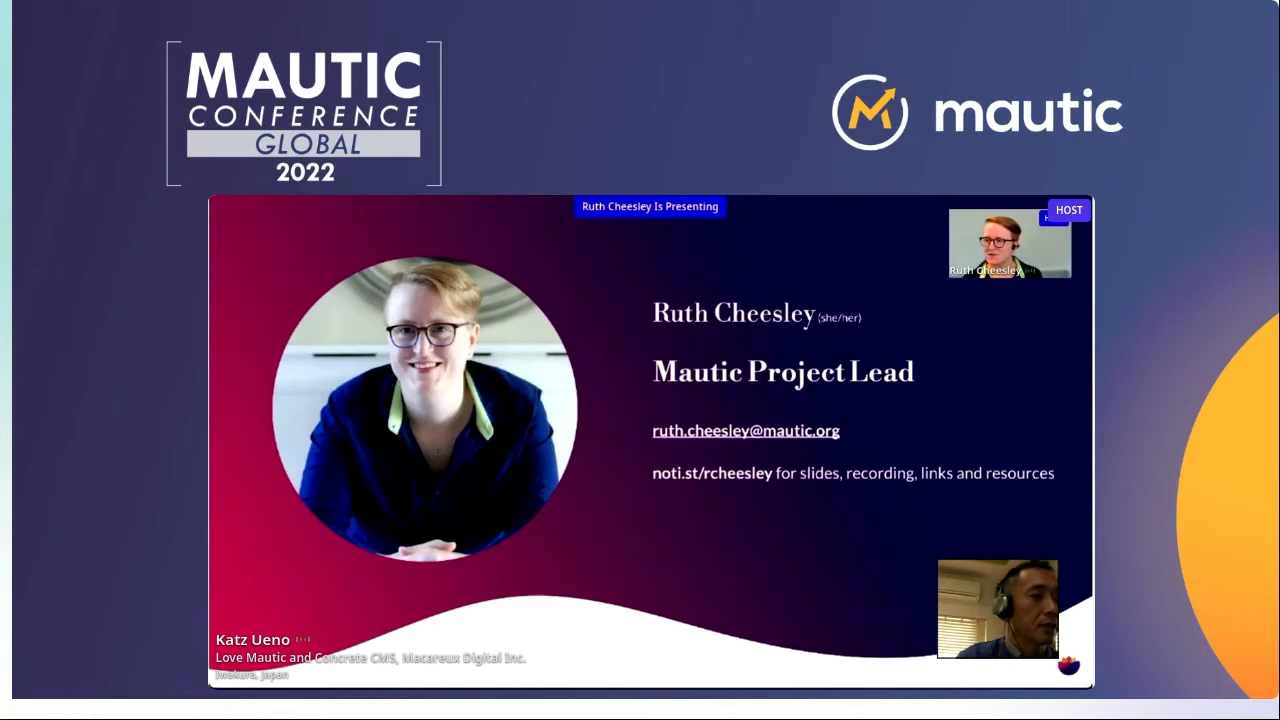 MAUTIC
CONFERENCE
GLOBAL
2022
mautic
Ruth Cheesley Is Presenting
HOST
Ruth Cheesley
Ruth Cheesley (she/her)
Mautic Project Lead
ruth.cheesley@mautic.org
noti.st/rcheesley for slides, recording, links and resources
Katz Ueno
Love Mautic and Concrete CMS, Macareux Digital Inc.
Iwakura, Japan